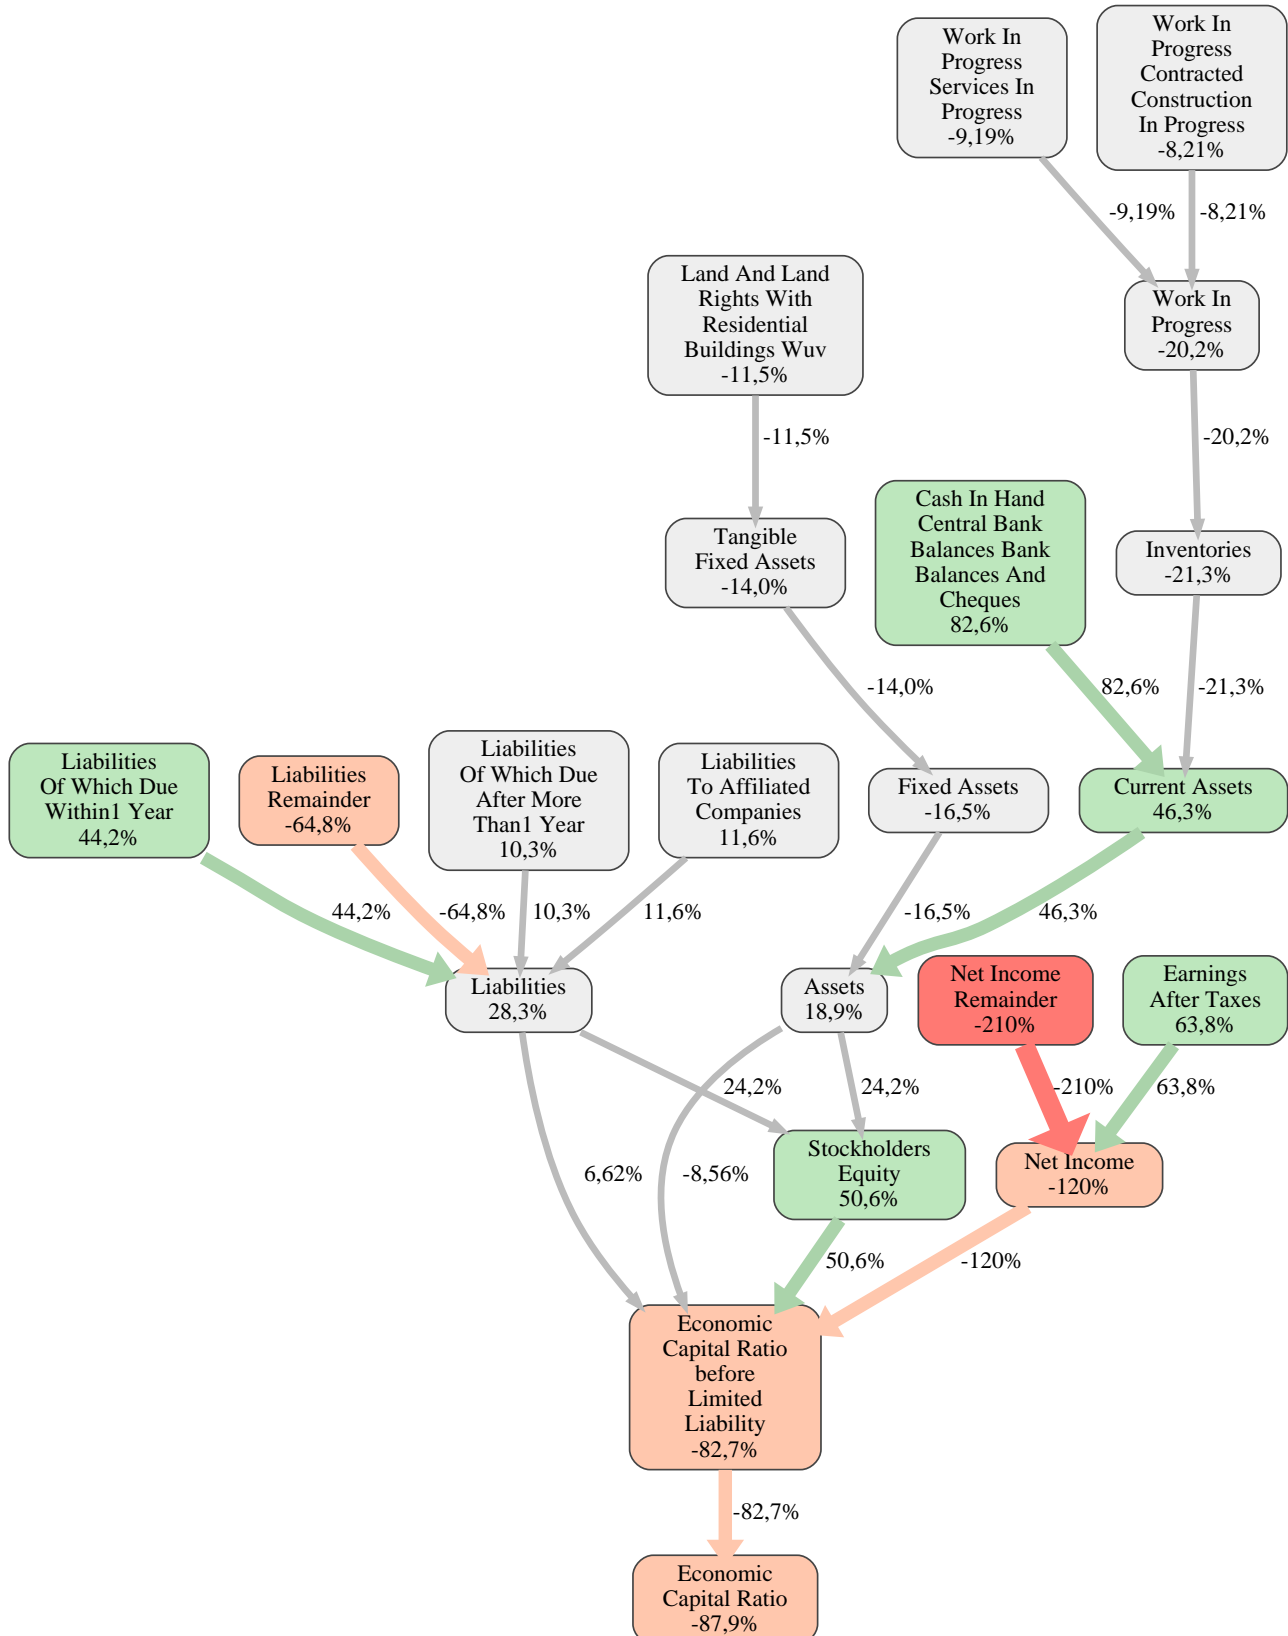 Work In
Progress
Services In
Progress
-9,19%
Work In
Progress
Contracted
Construction
In Progress
-8,21%
-9,19%
-8,21%
Land And Land
Rights With
Residential
Buildings Wuv
-11,5%
Work In
Progress
-20,2%
-11,5%
-20,2%
Cash In Hand
Central Bank
Balances Bank
Balances And
Cheques
82,6%
Tangible
Fixed Assets
-14,0%
Inventories
-21,3%
-14,0%
82,6%
-21,3%
Liabilities
Of Which Due
Within1 Year
44,2%
Liabilities
Remainder
-64,8%
Liabilities
Of Which Due
After More
Than1 Year
10,3%
Liabilities
To Affiliated
Companies
11,6%
Fixed Assets
-16,5%
Current Assets
46,3%
44,2%
-64,8%
10,3%
11,6%
-16,5%
46,3%
Liabilities
28,3%
Assets
18,9%
Net Income
Remainder
-210%
Earnings
After Taxes
63,8%
24,2%
24,2%
-210%
63,8%
6,62%
-8,56%
Stockholders
Equity
50,6%
Net Income
-120%
50,6%
-120%
Economic
Capital Ratio
before
Limited
Liability
-82,7%
-82,7%
Economic
Capital Ratio
-87,9%